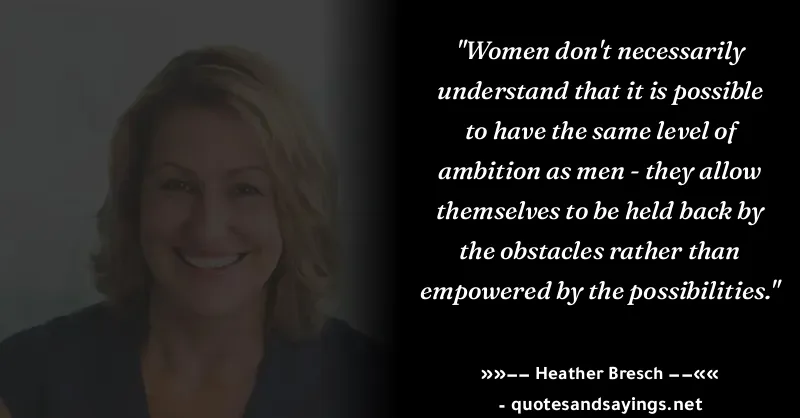 "Women don't necessarily
understand that it is possible
to have the same level of
ambition as men - they allow
themselves to be held back by
the obstacles rather than
empowered by the possibilities."
»»−− Heather Bresch −−««
- quotesandsayings.net